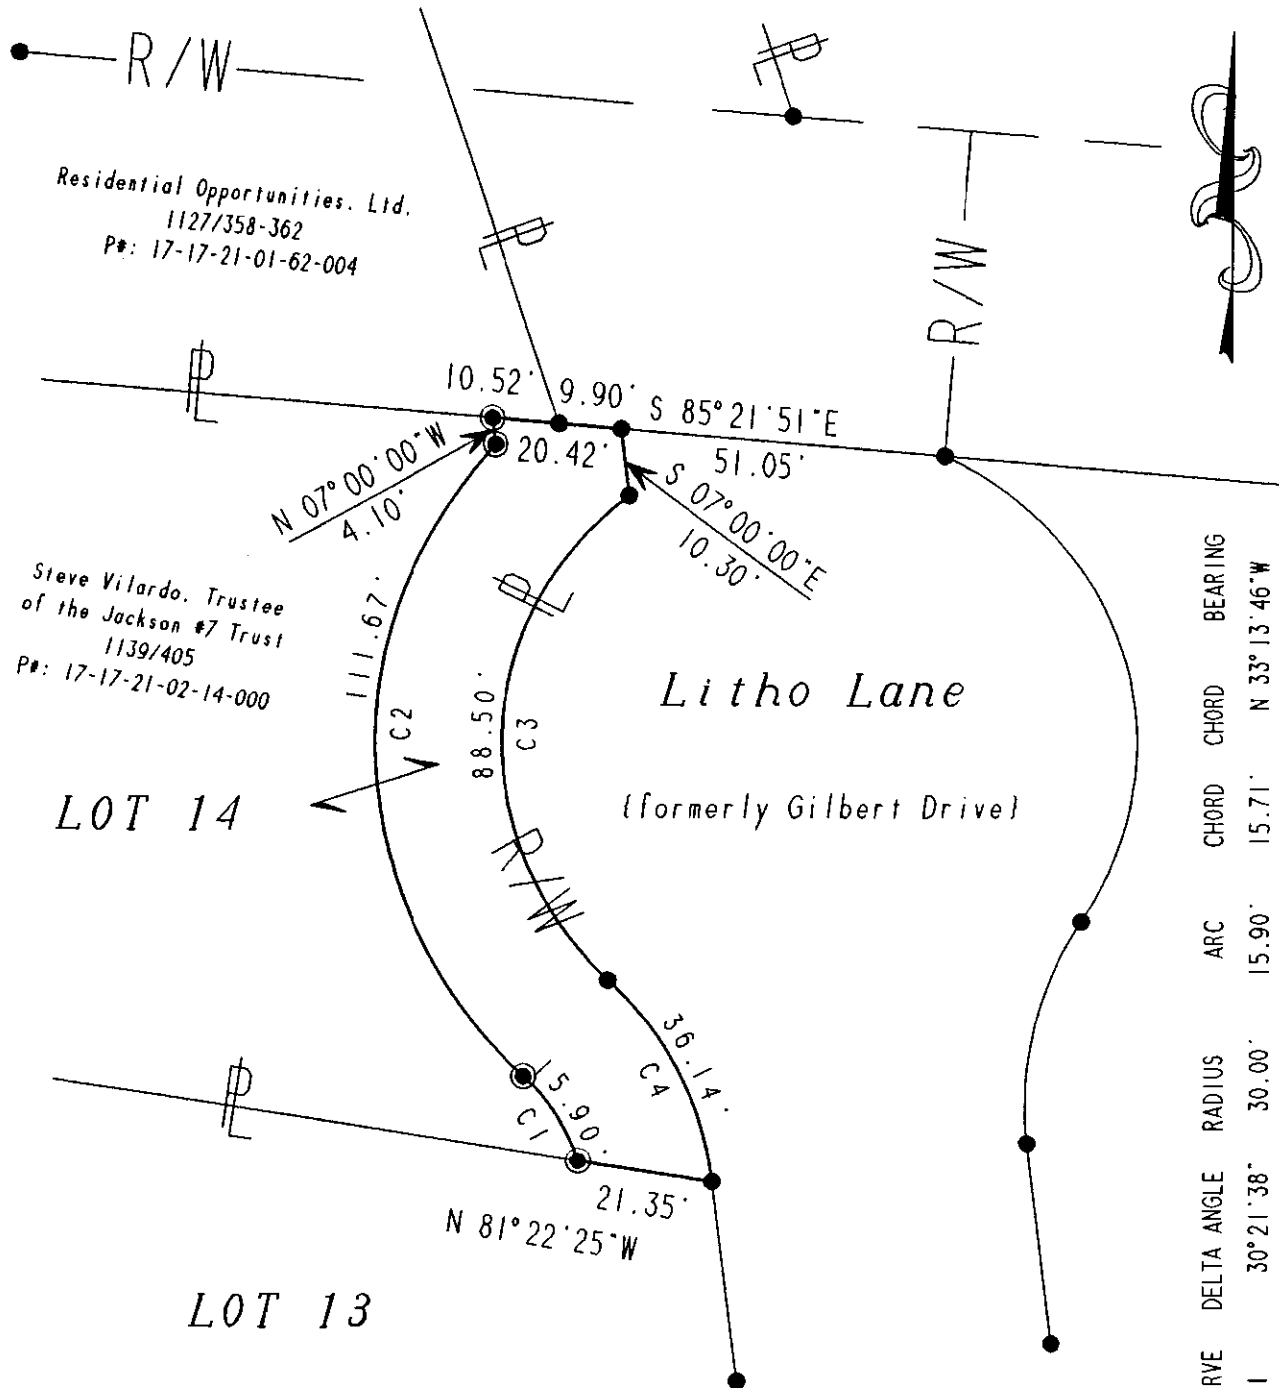 R/W
PL
Residential Opportunities, Ltd.
1127/358-362
P#: 17-17-21-01-62-004
PL
R/W
PL
10.52' 9.90' S 85°21'51"E
20.42' 51.05'
N 07°00'00"W
4.10'
S 07°00'00"E
10.30'
Steve Vilardo, Trustee
of the Jackson #7 Trust
1139/405
P#: 17-17-21-02-14-000
PL
111.67'
C2
88.50'
C3
Litho Lane
{formerly Gilbert Drive}
LOT 14
R/W
36.14'
C4
15.90'
C1
PL
21.35'
N 81°22'25"W
LOT 13
RVE DELTA ANGLE RADIUS ARC CHORD CHORD BEARING
1 30°21'38" 30.00' 15.90' 15.71' N 33°13'46"W